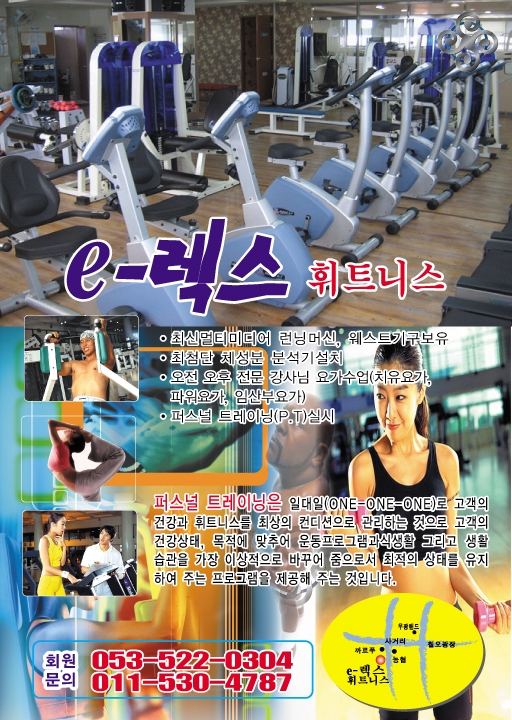 e-렉스 휘트니스
• 최신멀티미디어 런닝머신, 웨스트기구보유
• 최첨단 체성분 분석기설치
• 오전 오후 전문 강사님 요가수업(치유요가,
파워요가, 임산부요가)
• 퍼스널 트레이닝(P.T)실시
퍼스널 트레이닝은 일대일(ONE-ONE-ONE)로 고객의
건강과 휘트니스를 최상의 컨디션으로 관리하는 것으로 고객의
건강상태, 목적에 맞추어 운동프로그램과식생활 그리고 생활
습관을 가장 이상적으로 바꾸어 줌으로서 최적의 상태를 유지
하여 주는 프로그램을 제공해 주는 것입니다.
우방랜드
사거리
까르푸
농협
칠오광장
e-렉스
휘트니스
회원
문의
053-522-0304
011-530-4787